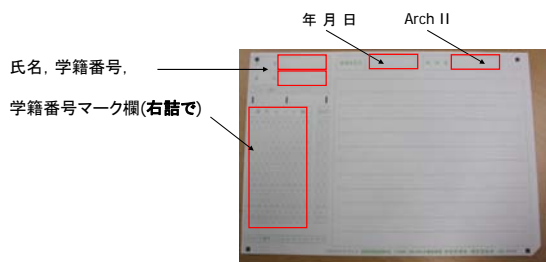 年 月 日 Arch II
氏名, 学籍番号,
学籍番号マーク欄(右詰で)